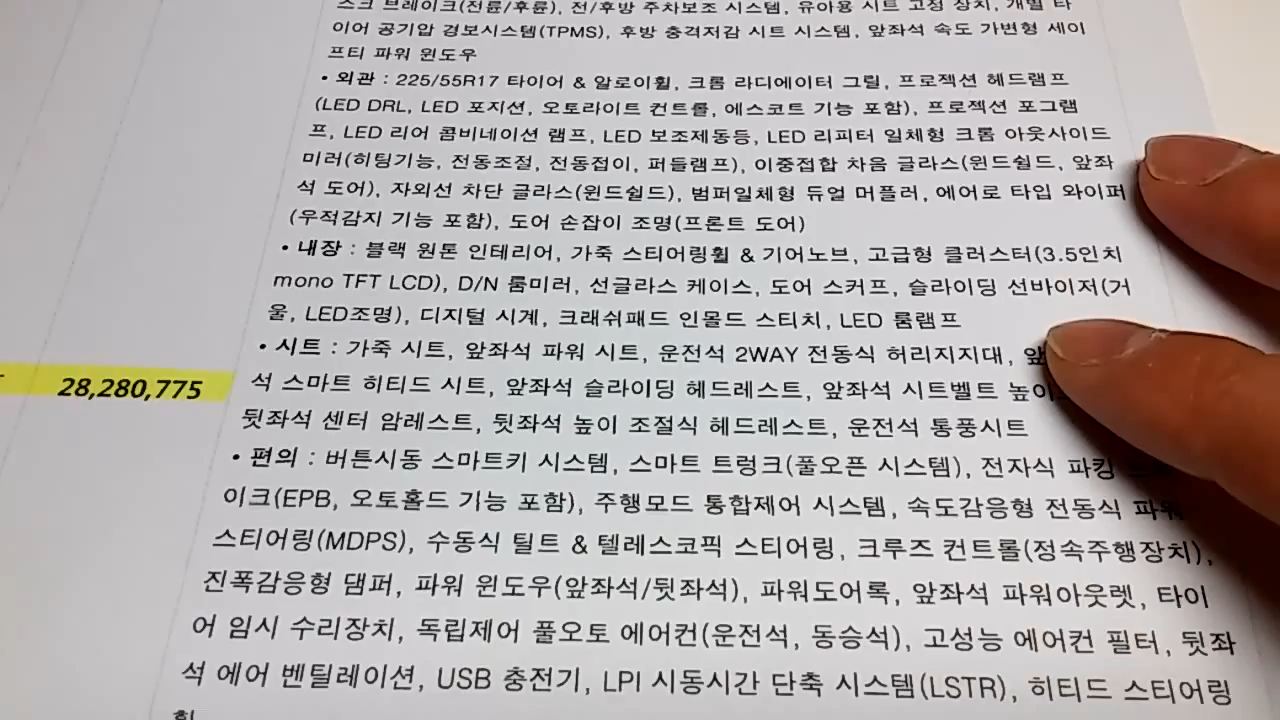 스크 브레이크(전륜/후륜), 전/후방 주차보조 시스템, 유아용 시트 고정 장치, 개별 타
이어 공기압 경보시스템(TPMS), 후방 충격저감 시트 시스템, 앞좌석 속도 가변형 세이
프티 파워 윈도우
• 외관 : 225/55R17 타이어 & 알로이휠, 크롬 라디에이터 그릴, 프로젝션 헤드램프
(LED DRL, LED 포지션, 오토라이트 컨트롤, 에스코트 기능 포함), 프로젝션 포그램
프, LED 리어 콤비네이션 램프, LED 보조제동등, LED 리피터 일체형 크롬 아웃사이드
미러(히팅기능, 전동조절, 전동접이, 퍼들램프), 이중접합 차음 글라스(윈드쉴드, 앞좌
석 도어), 자외선 차단 글라스(윈드쉴드), 범퍼일체형 듀얼 머플러, 에어로 타입 와이퍼
(우적감지 기능 포함), 도어 손잡이 조명(프론트 도어)
• 내장 : 블랙 원톤 인테리어, 가죽 스티어링휠 & 기어노브, 고급형 클러스터(3.5인치
mono TFT LCD), D/N 룸미러, 선글라스 케이스, 도어 스커프, 슬라이딩 선바이저(거
울, LED조명), 디지털 시계, 크래쉬패드 인몰드 스티치, LED 룸램프
• 시트 : 가죽 시트, 앞좌석 파워 시트, 운전석 2WAY 전동식 허리지지대, 앞
28,280,775
석 스마트 히티드 시트, 앞좌석 슬라이딩 헤드레스트, 앞좌석 시트벨트 높이
뒷좌석 센터 암레스트, 뒷좌석 높이 조절식 헤드레스트, 운전석 통풍시트
• 편의 : 버튼시동 스마트키 시스템, 스마트 트렁크(풀오픈 시스템), 전자식 파킹
이크(EPB, 오토홀드 기능 포함), 주행모드 통합제어 시스템, 속도감응형 전동식 파워
스티어링(MDPS), 수동식 틸트 & 텔레스코픽 스티어링, 크루즈 컨트롤(정속주행장치),
진폭감응형 댐퍼, 파워 윈도우(앞좌석/뒷좌석), 파워도어록, 앞좌석 파워아웃렛, 타이
어 임시 수리장치, 독립제어 풀오토 에어컨(운전석, 동승석), 고성능 에어컨 필터, 뒷좌
석 에어 벤틸레이션, USB 충전기, LPI 시동시간 단축 시스템(LSTR), 히티드 스티어링